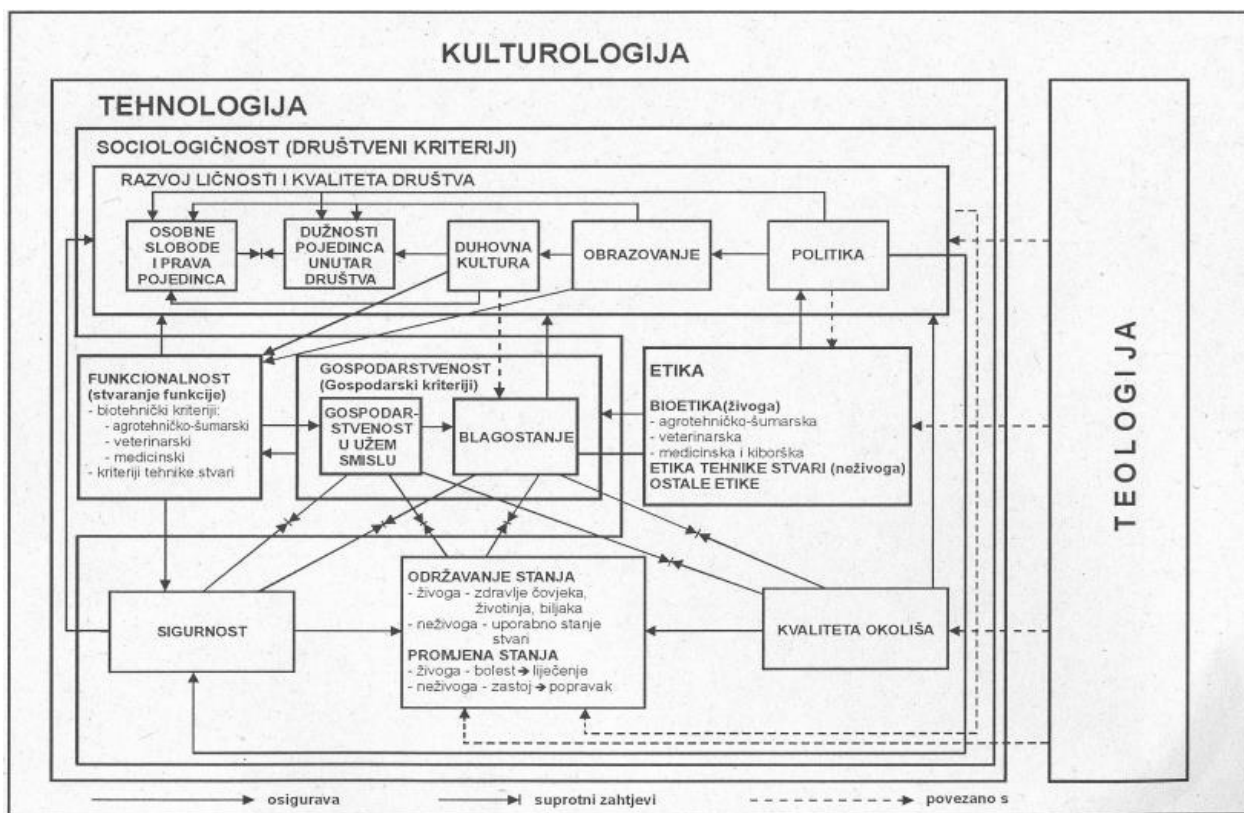 KULTUROLOGIJA
TEHNOLOGIJA
SOCIOLOGIČNOST (DRUŠTVENI KRITERIJI)
RAZVOJ LIČNOSTI I KVALITETA DRUŠTVA
OSOBNE
SLOBODE
I PRAVA
POJEDINCA
DUŽNOSTI
POJEDINCA
UNUTAR
DRUŠTVA
DUHOVNA
KULTURA
OBRAZOVANJE
POLITIKA
FUNKCIONALNOST
(stvaranje funkcije)
- biotehnički kriteriji:
- agrotehničko-šumarski
- veterinarski
- medicinski
- kriteriji tehnike stvari
GOSPODARSTVENOST
(Gospodarski kriteriji)
GOSPODAR-
STVENOST
U UŽEM
SMISLU
BLAGOSTANJE
ETIKA
BIOETIKA(živoga)
- agrotehničko-šumarska
- veterinarska
- medicinska i kiborška
ETIKA TEHNIKE STVARI (neživoga)
OSTALE ETIKE
SIGURNOST
ODRŽAVANJE STANJA
- živoga - zdravlje čovjeka,
životinja, biljaka
- neživoga - uporabno stanje
stvari
PROMJENA STANJA
- živoga - bolest ➔ liječenje
- neživoga - zastoj ➔ popravak
KVALITETA OKOLIŠA
TEOLOGIJA
osigurava
suprotni zahtjevi
povezano s